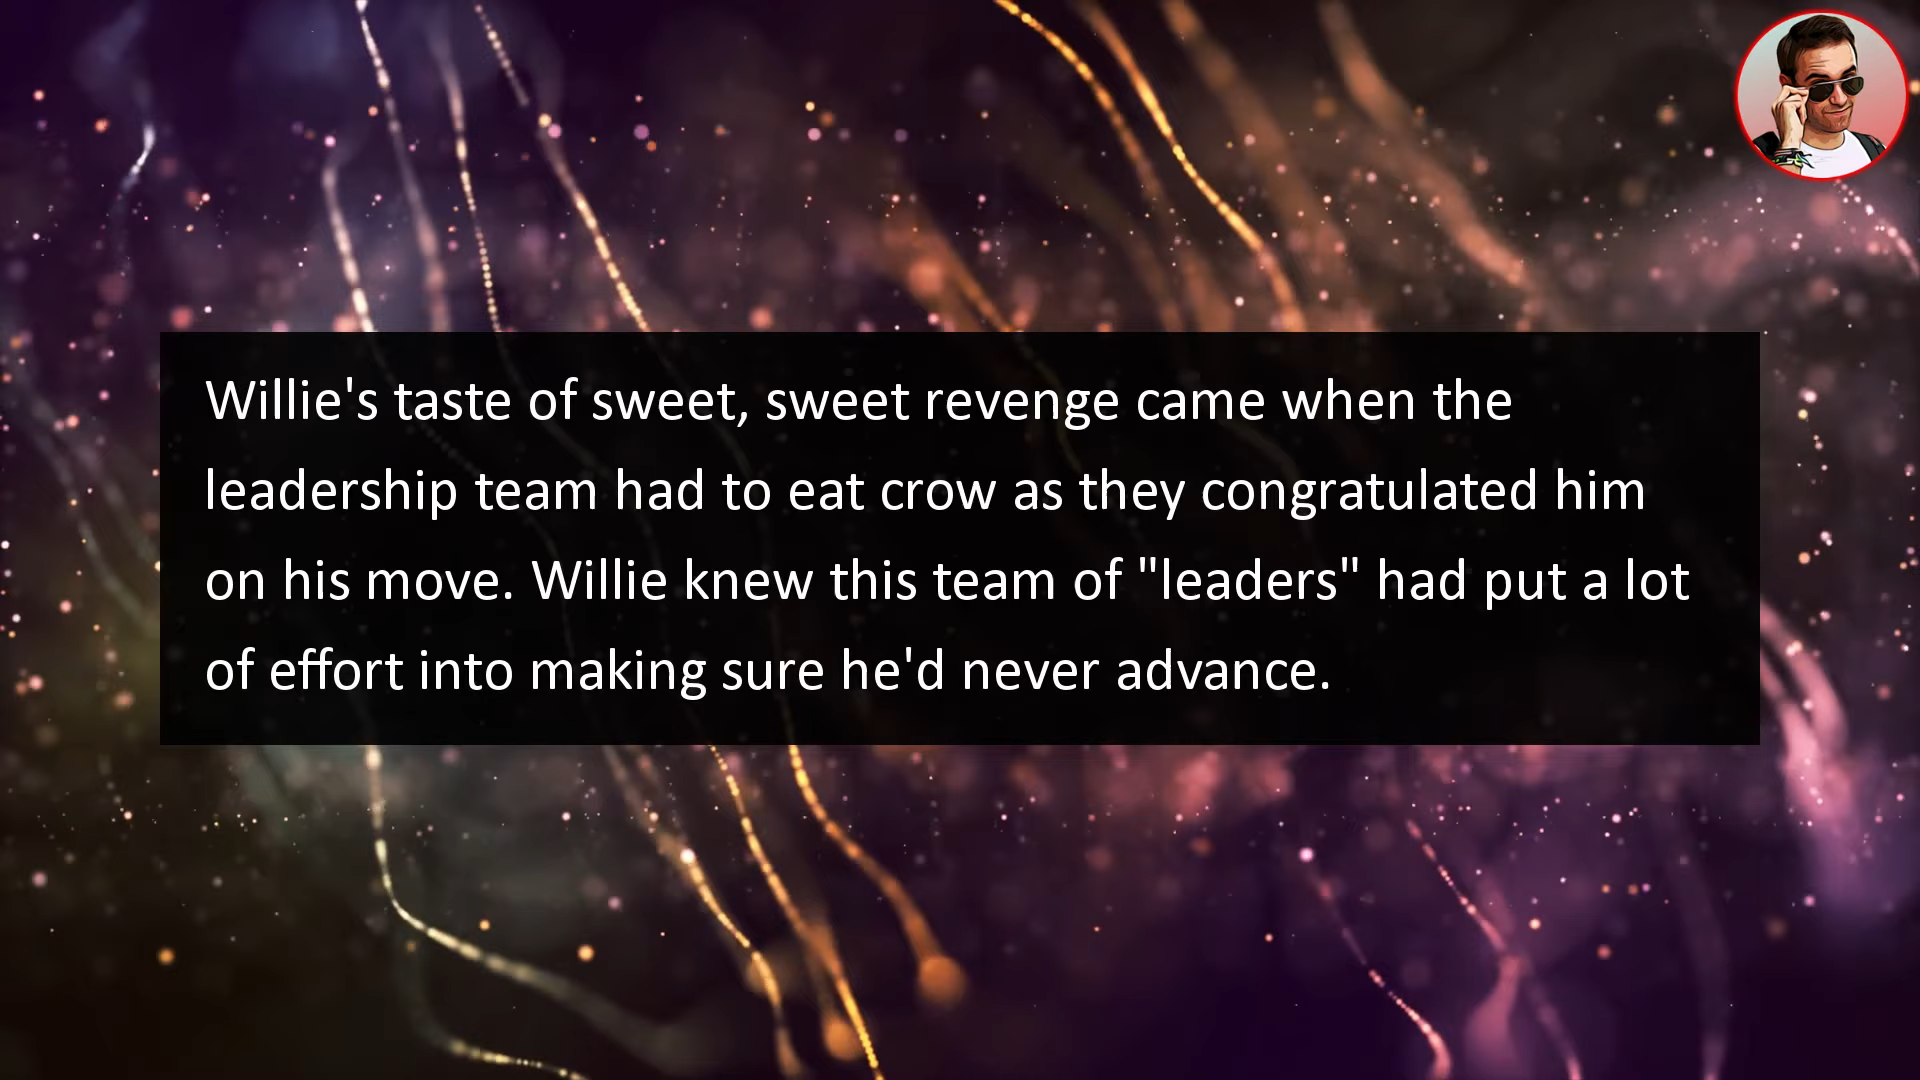 Willie's taste of sweet, sweet revenge came when the
leadership team had to eat crow as they congratulated him
on his move. Willie knew this team of "leaders" had put a lot
of effort into making sure he'd never advance.